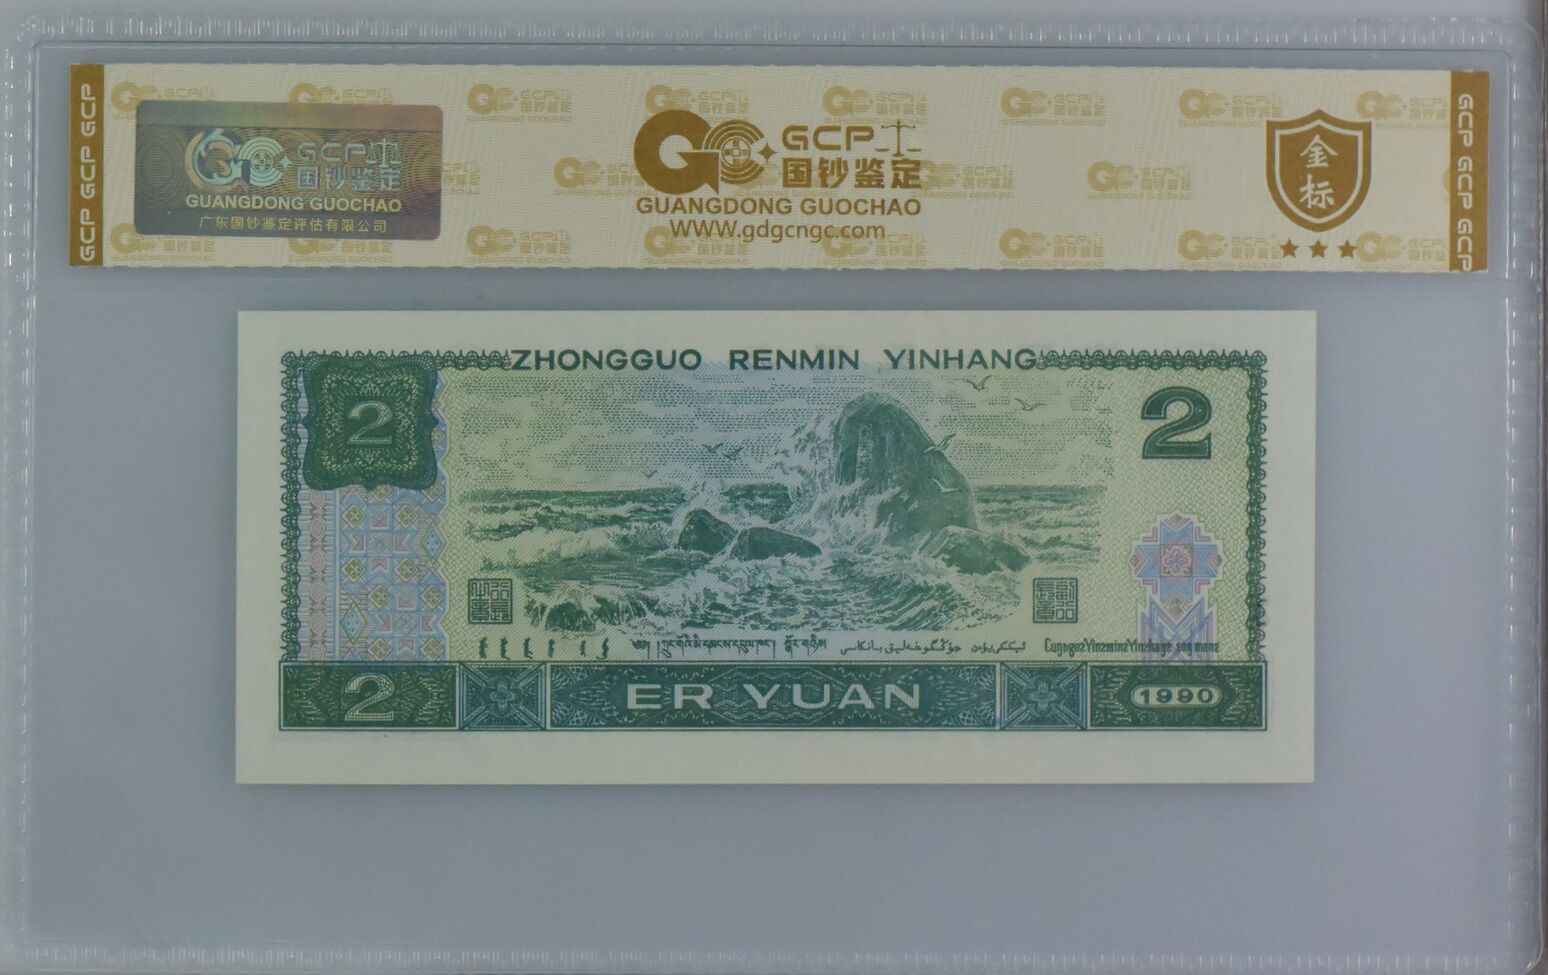 GCP GCP
GCP
国钞鉴定
GUANGDONG GUOCHAO
广东国钞鉴定评估有限公司
GCP
国钞鉴定
GUANGDONG GUOCHAO
WWW.gdgcngc.com
金
标
GCP GCP GCP
ZHONGGUO RENMIN YINHANG
2
2
2
ER YUAN
1990